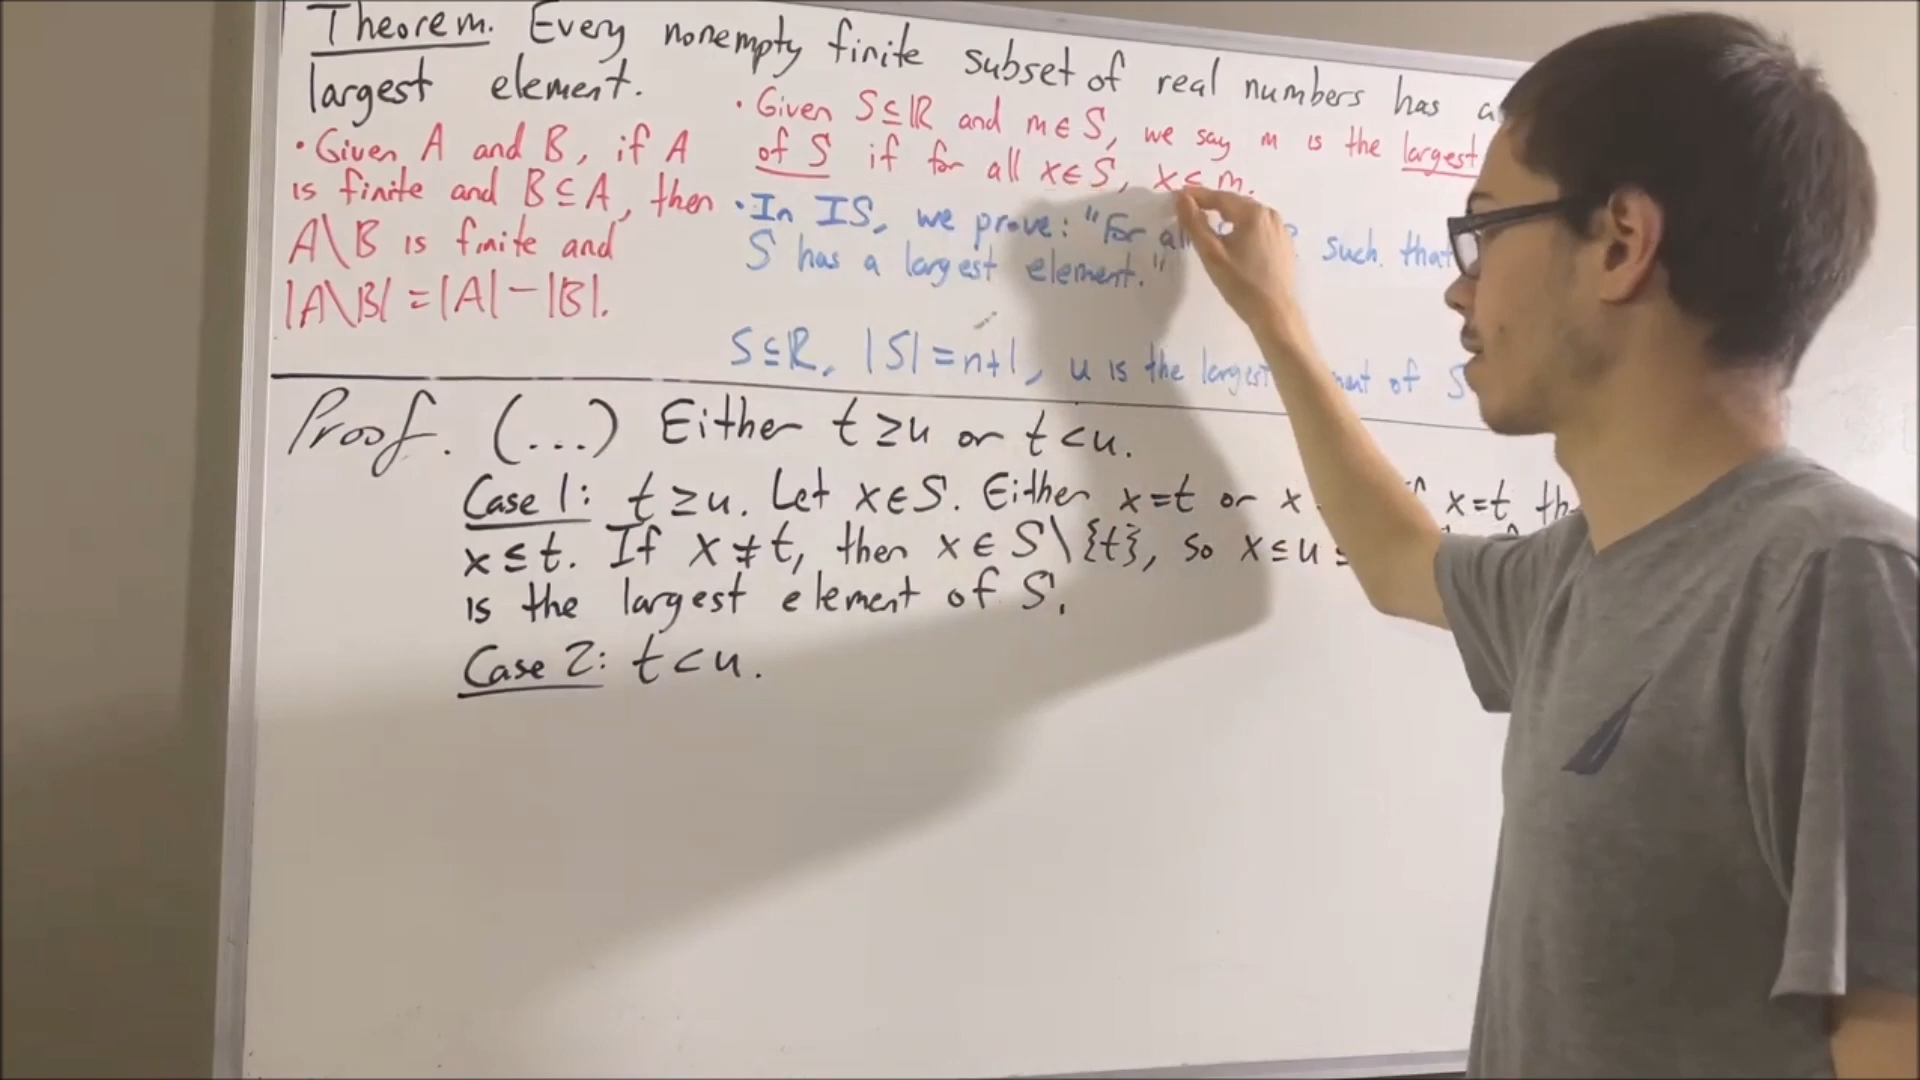 Theorem. Every nonempty finite subset of real numbers has a
largest element.
• Given A and B, if A
is finite and B ⊆ A, then
A\B is finite and
|A\B| = |A| - |B|.
• Given S ⊆ ℝ and m ∈ S, we say m is the largest
of S if for all x ∈ S, x ≤ m.
• In IS, we prove: "For all such that
S has a largest element."
S ⊆ ℝ, |S| = n+1, u is the largest of S
Proof. (...) Either t ≥ u or t < u.
Case 1: t ≥ u. Let x ∈ S. Either x = t or x x = t
x ≤ t. If x ≠ t, then x ∈ S\{t}, so x ≤ u ≤
is the largest element of S.
Case 2: t < u.